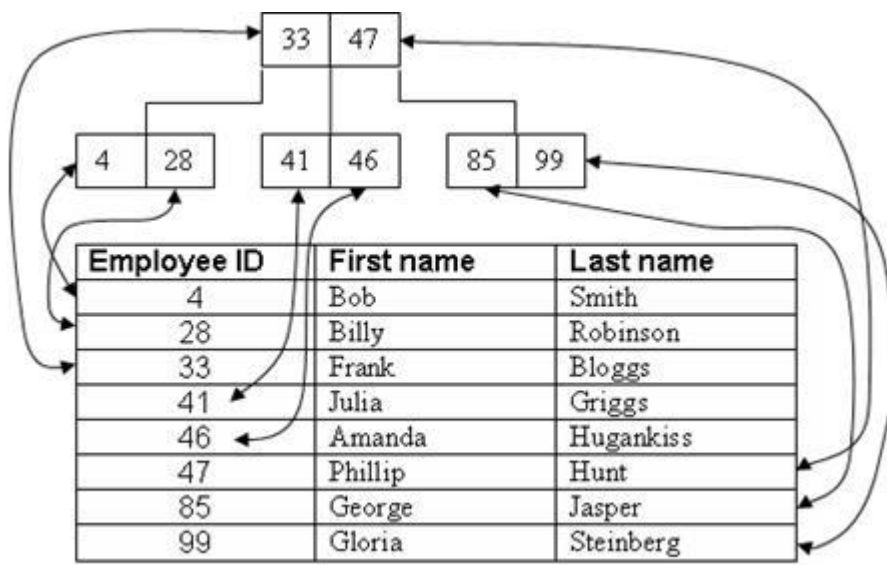 33 47
4 28 41 46 85 99
Employee ID First name Last name
4 Bob Smith
28 Billy Robinson
33 Frank Bloggs
41 Julia Griggs
46 Amanda Hugankiss
47 Phillip Hunt
85 George Jasper
99 Gloria Steinberg